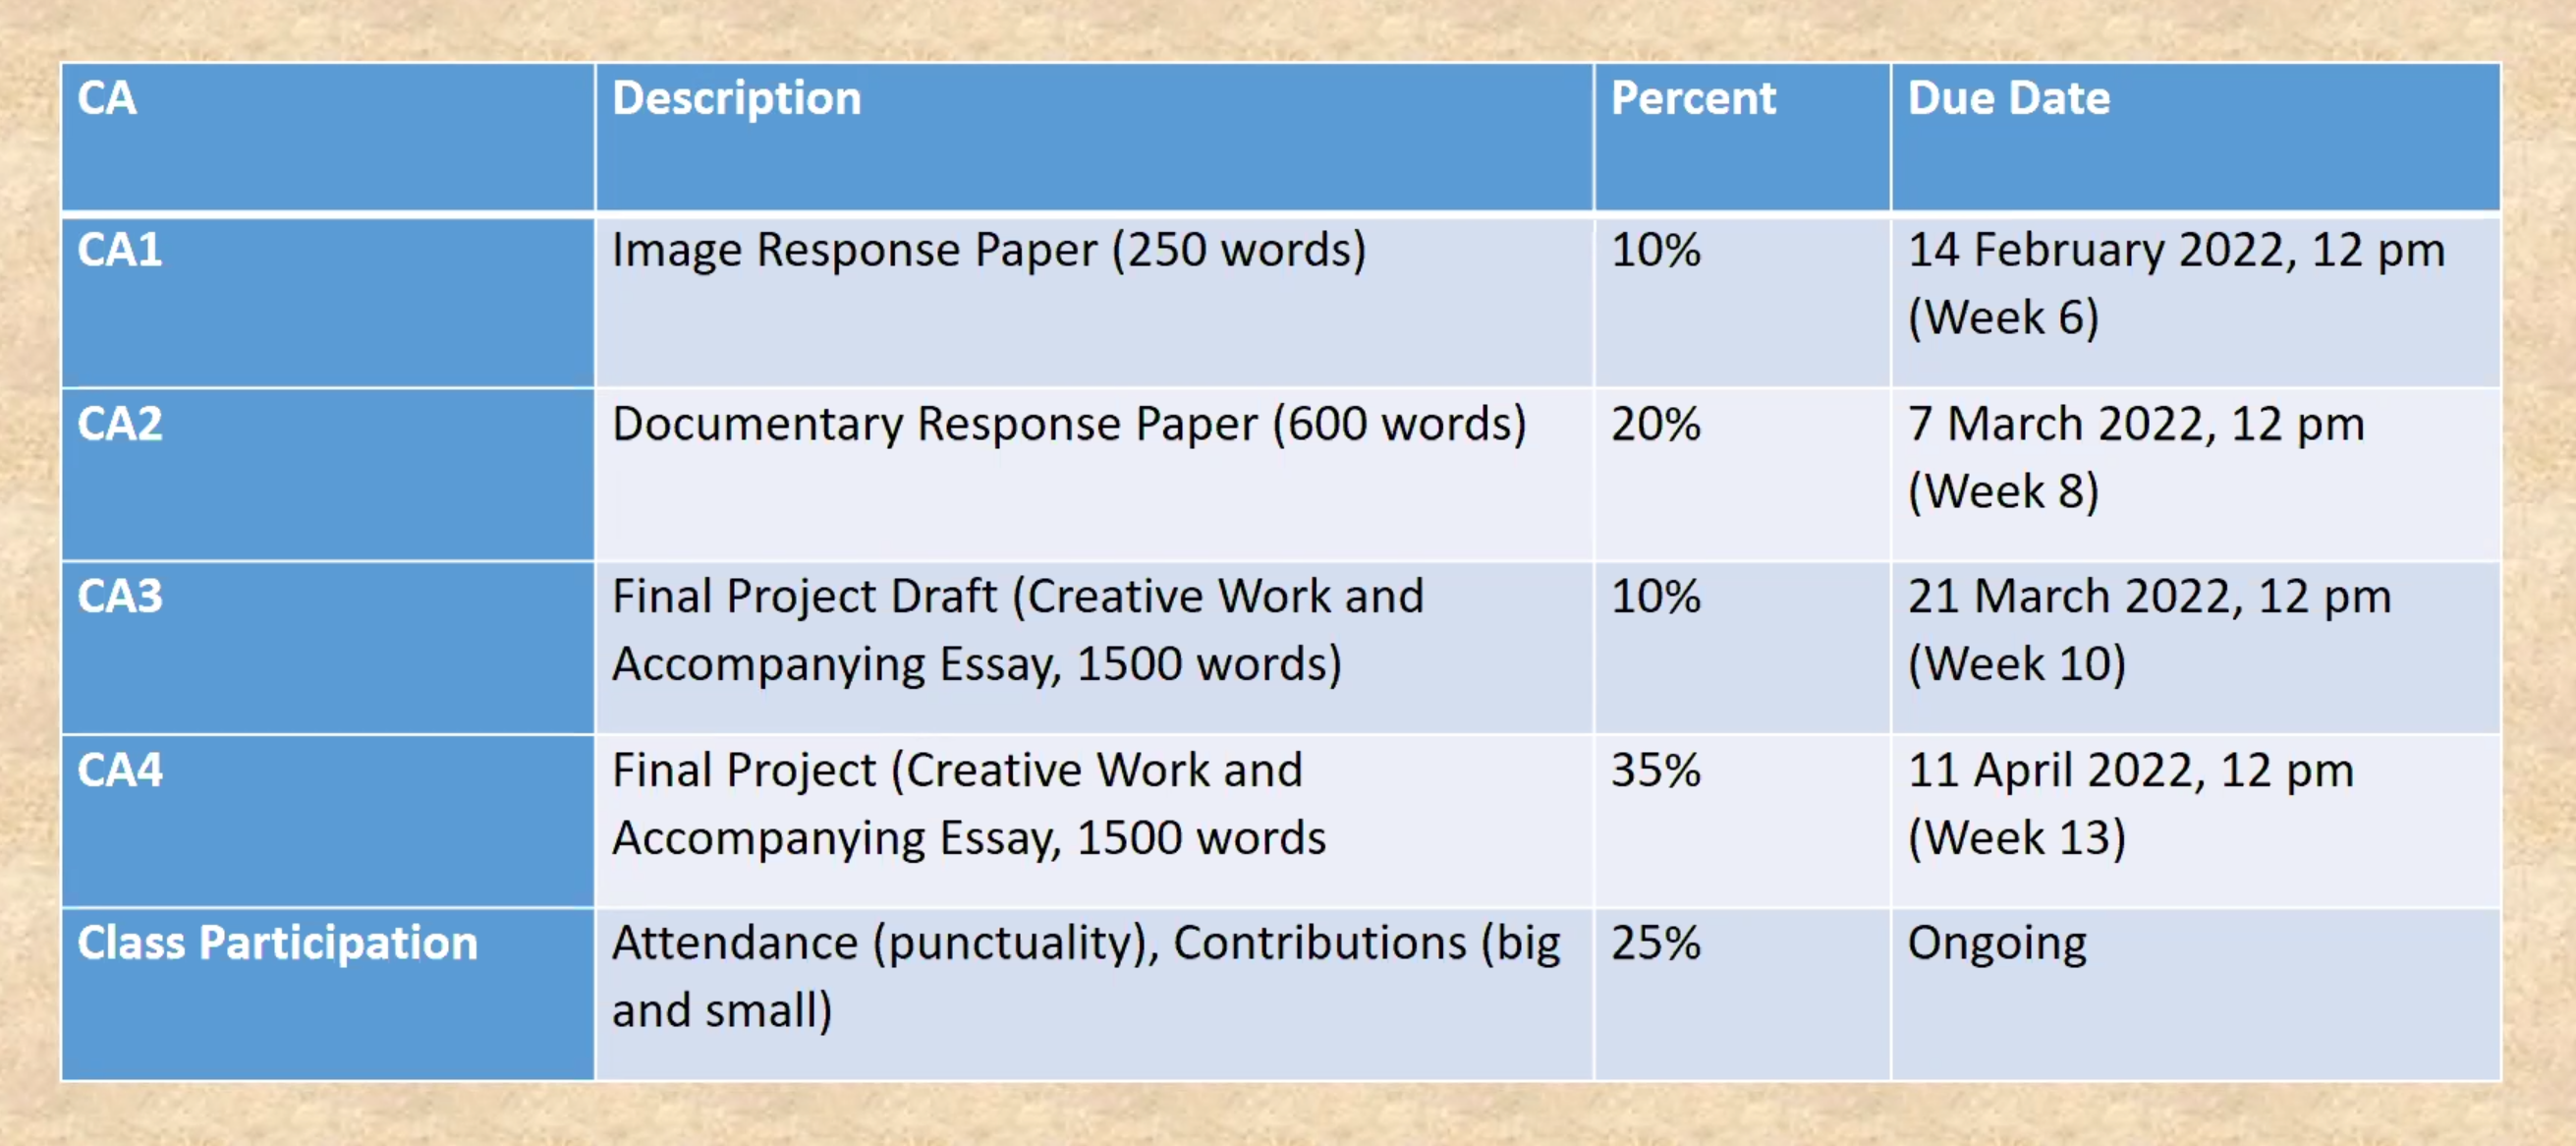 CA
Description
Percent
Due Date
CA1
Image Response Paper (250 words)
10%
14 February 2022, 12 pm
(Week 6)
CA2
Documentary Response Paper (600 words)
20%
7 March 2022, 12 pm
(Week 8)
CA3
Final Project Draft (Creative Work and
Accompanying Essay, 1500 words)
10%
21 March 2022, 12 pm
(Week 10)
CA4
Final Project (Creative Work and
Accompanying Essay, 1500 words
35%
11 April 2022, 12 pm
(Week 13)
Class Participation
Attendance (punctuality), Contributions (big
and small)
25%
Ongoing